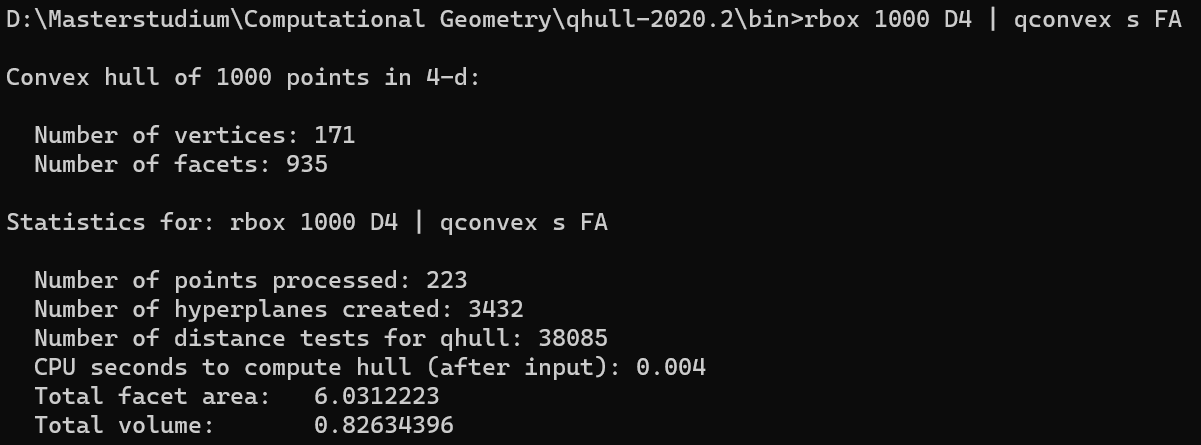 D:\Masterstudium\Computational Geometry\qhull-2020.2\bin>rbox 1000 D4 | qconvex s FA
Convex hull of 1000 points in 4-d:
Number of vertices: 171
Number of facets: 935
Statistics for: rbox 1000 D4 | qconvex s FA
Number of points processed: 223
Number of hyperplanes created: 3432
Number of distance tests for qhull: 38085
CPU seconds to compute hull (after input): 0.004
Total facet area:   6.0312223
Total volume:       0.82634396